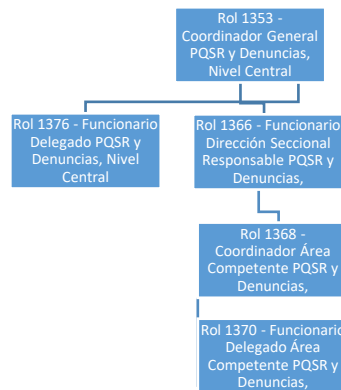 Rol 1353 -
Coordinador General
PQSR y Denuncias,
Nivel Central
Rol 1376 - Funcionario
Delegado PQSR y
Denuncias, Nivel
Central
Rol 1366 - Funcionario
Dirección Seccional
Responsable PQSR y
Denuncias,
Rol 1368 -
Coordinador Área
Competente PQSR y
Denuncias,
Rol 1370 - Funcionario
Delegado Área
Competente PQSR y
Denuncias,